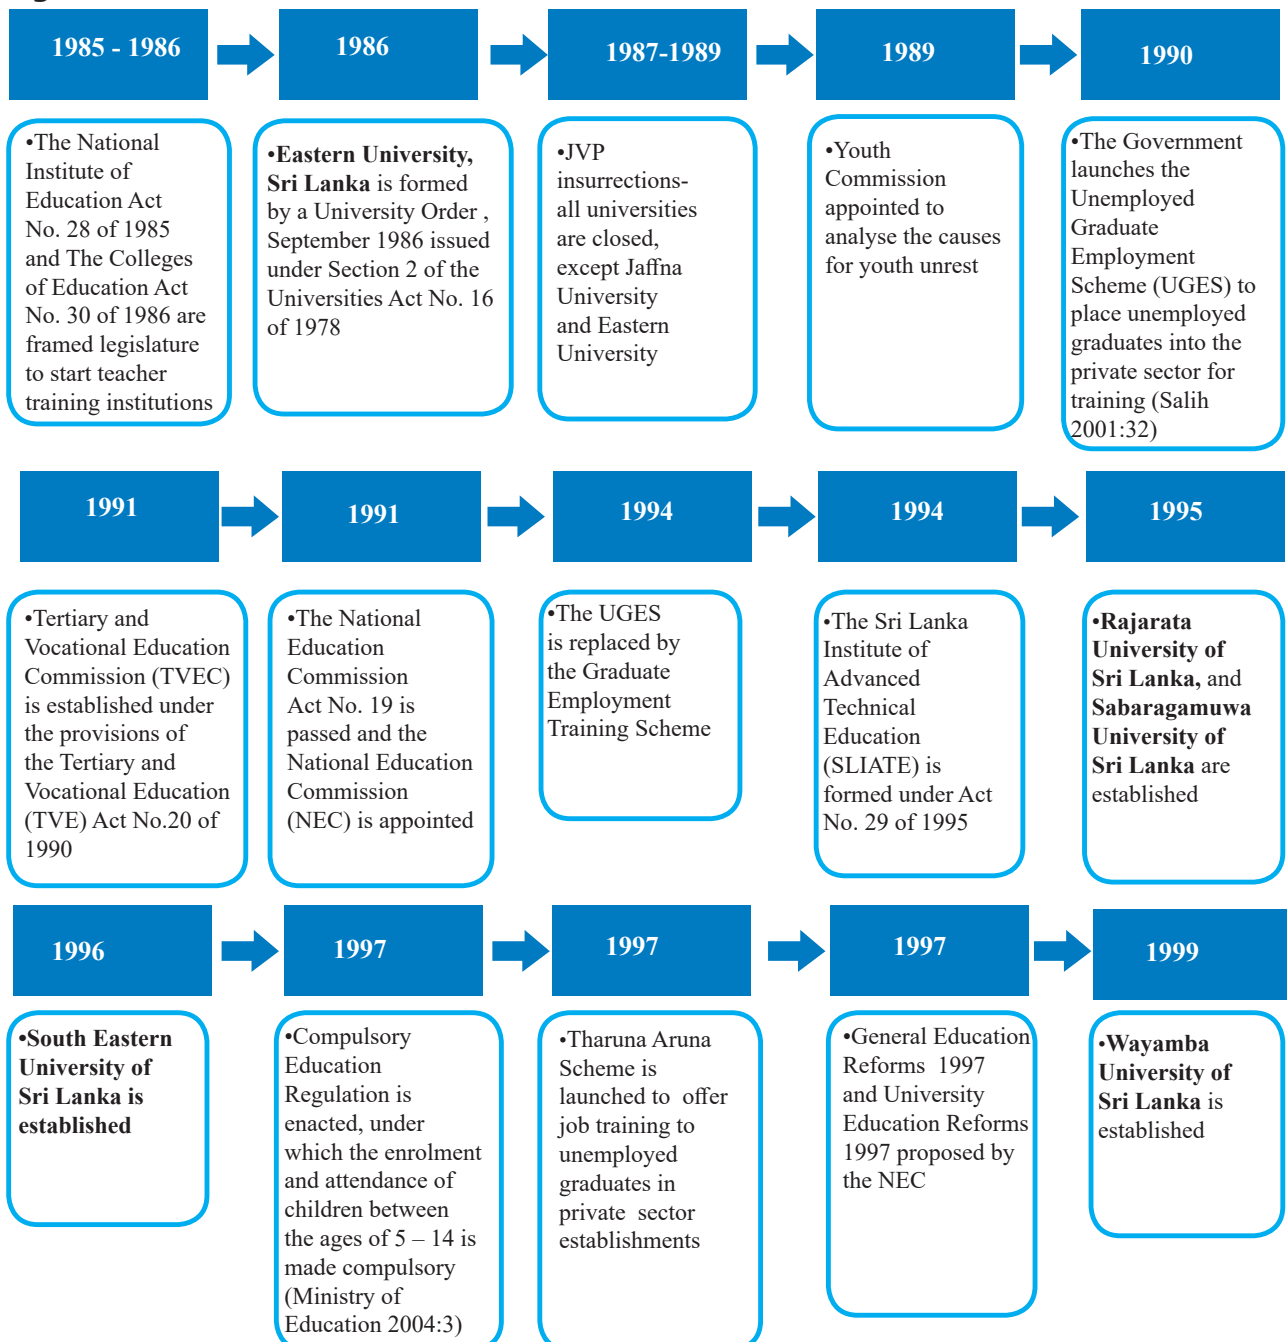 1985 - 1986
•The National
Institute of
Education Act
No. 28 of 1985
and The Colleges
of Education Act
No. 30 of 1986 are
framed legislature
to start teacher
training institutions
1986
•Eastern University,
Sri Lanka is formed
by a University Order ,
September 1986 issued
under Section 2 of the
Universities Act No. 16
of 1978
1987-1989
•JVP
insurrections-
all universities
are closed,
except Jaffna
University
and Eastern
University
1989
•Youth
Commission
appointed to
analyse the causes
for youth unrest
1990
•The Government
launches the
Unemployed
Graduate
Employment
Scheme (UGES) to
place unemployed
graduates into the
private sector for
training (Salih
2001:32)
1991
•Tertiary and
Vocational Education
Commission (TVEC)
is established under
the provisions of
the Tertiary and
Vocational Education
(TVE) Act No.20 of
1990
1991
•The National
Education
Commission
Act No. 19 is
passed and the
National Education
Commission
(NEC) is appointed
1994
•The UGES
is replaced by
the Graduate
Employment
Training Scheme
1994
•The Sri Lanka
Institute of
Advanced
Technical
Education
(SLIATE) is
formed under Act
No. 29 of 1995
1995
•Rajarata
University of
Sri Lanka, and
Sabaragamuwa
University of
Sri Lanka are
established
1996
•South Eastern
University of
Sri Lanka is
established
1997
•Compulsory
Education
Regulation is
enacted, under
which the enrolment
and attendance of
children between
the ages of 5 – 14 is
made compulsory
(Ministry of
Education 2004:3)
1997
•Tharuna Aruna
Scheme is
launched to offer
job training to
unemployed
graduates in
private sector
establishments
1997
•General Education
Reforms 1997
and University
Education Reforms
1997 proposed by
the NEC
1999
•Wayamba
University of
Sri Lanka is
established